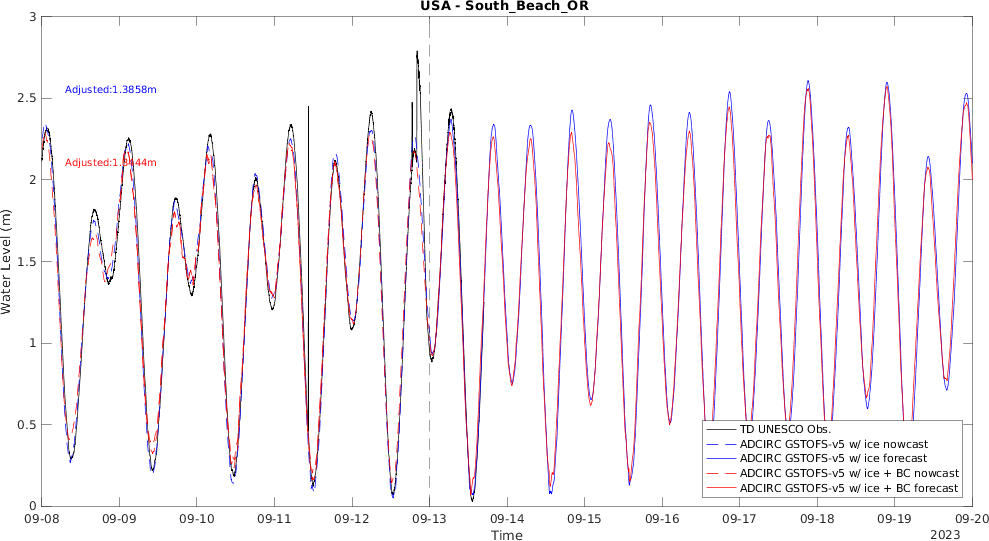 USA - South_Beach_OR
3
2.5
2
1.5
1
0.5
0
Water Level (m)
Adjusted:1.3858m
Adjusted:1.3444m
TD UNESCO Obs.
ADCIRC GSTOFS-v5 w/ ice nowcast
ADCIRC GSTOFS-v5 w/ ice forecast
ADCIRC GSTOFS-v5 w/ ice + BC nowcast
ADCIRC GSTOFS-v5 w/ ice + BC forecast
09-08 09-09 09-10 09-11 09-12 09-13 09-14 09-15 09-16 09-17 09-18 09-19 09-20
Time
2023